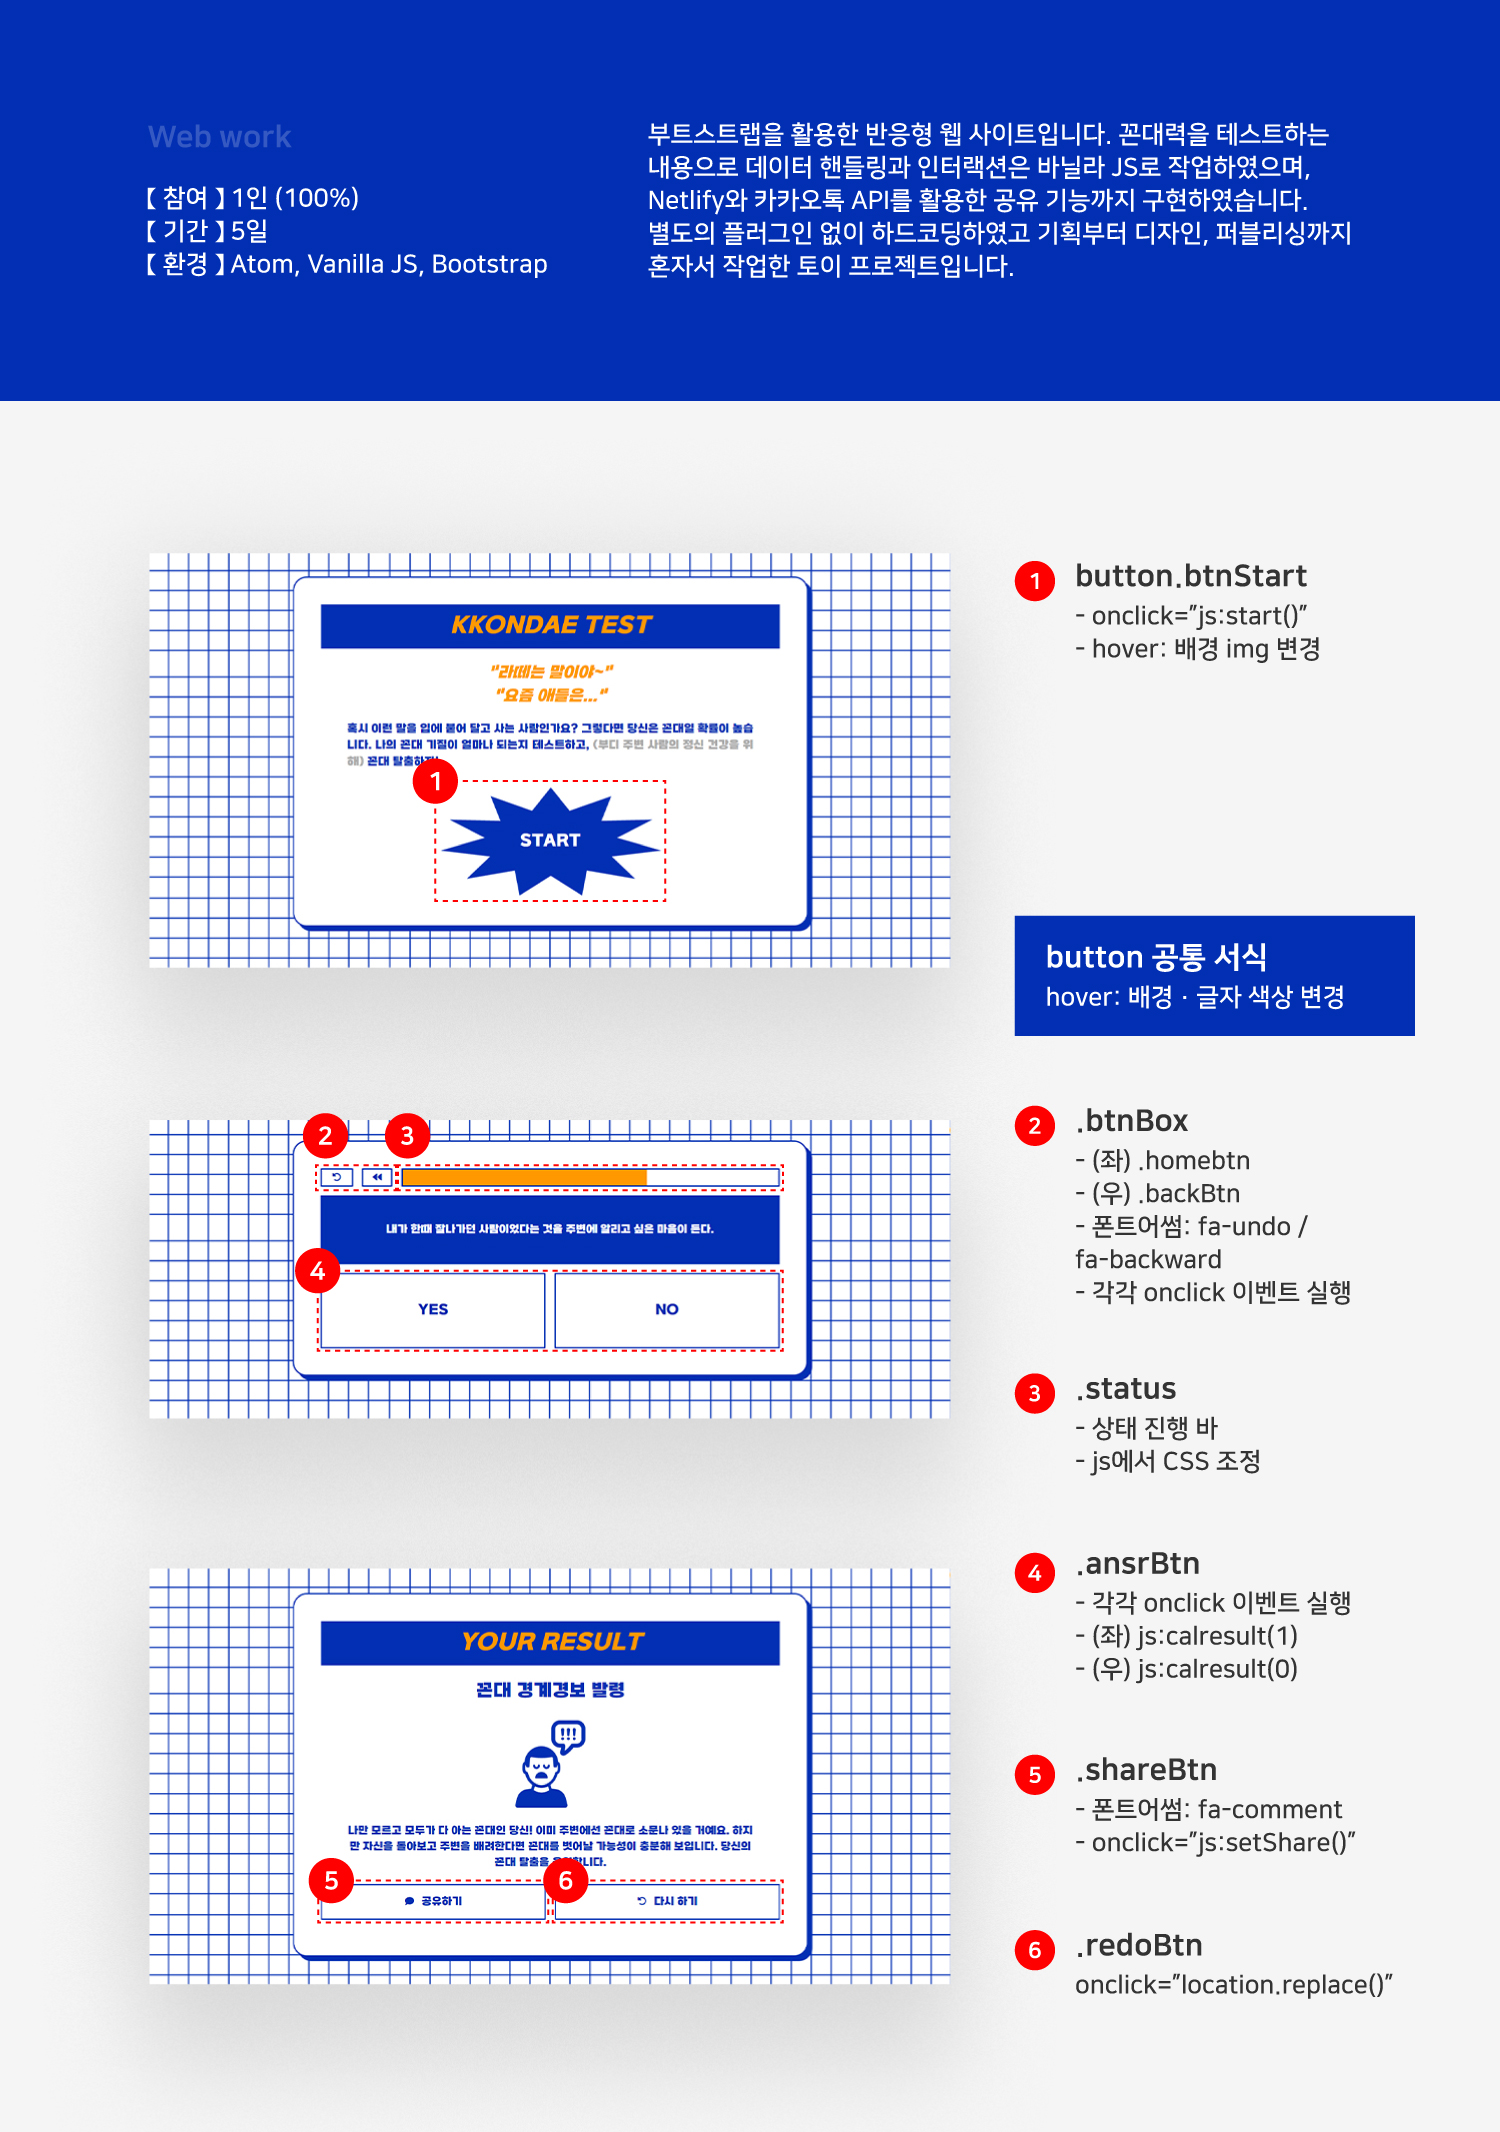 Web work
【 참여 】 1인 (100%)
【 기간 】 5일
【 환경 】 Atom, Vanilla JS, Bootstrap
부트스트랩을 활용한 반응형 웹 사이트입니다. 꼰대력을 테스트하는
내용으로 데이터 핸들링과 인터랙션은 바닐라 JS로 작업하였으며,
Netlify와 카카오톡 API를 활용한 공유 기능까지 구현하였습니다.
별도의 플러그인 없이 하드코딩하였고 기획부터 디자인, 퍼블리싱까지
혼자서 작업한 토이 프로젝트입니다.
KKONDAE TEST
"라떼는 말이야~"
"요즘 애들은..."
혹시 이런 말을 입에 붙어 달고 사는 사람인가요? 그렇다면 당신은 꼰대일 확률이 높습
니다. 나의 꼰대 기질이 얼마나 되는지 테스트하고, (부디 주변 사람의 정신 건강을 위
해) 꼰대 탈출하자!
1
START
1
button.btnStart
- onclick="js:start()"
- hover: 배경 img 변경
button 공통 서식
hover: 배경 · 글자 색상 변경
2
3
내가 한때 잘나가던 사람이었다는 것을 주변에 알리고 싶은 마음이 든다.
4
YES
NO
2
.btnBox
- (좌) .homebtn
- (우) .backBtn
- 폰트어썸: fa-undo /
fa-backward
- 각각 onclick 이벤트 실행
3
.status
- 상태 진행 바
- js에서 CSS 조정
YOUR RESULT
꼰대 경계경보 발령
!!!
나만 모르고 모두가 다 아는 꼰대인 당신! 이미 주변에선 꼰대로 소문나 있을 거예요. 하지
만 자신을 돌아보고 주변을 배려한다면 꼰대를 벗어날 가능성이 충분해 보입니다. 당신의
꼰대 탈출을
5
공유하기
6
다시 하기
4
.ansrBtn
- 각각 onclick 이벤트 실행
- (좌) js:calresult(1)
- (우) js:calresult(0)
5
.shareBtn
- 폰트어썸: fa-comment
- onclick="js:setShare()"
6
.redoBtn
onclick="location.replace()"